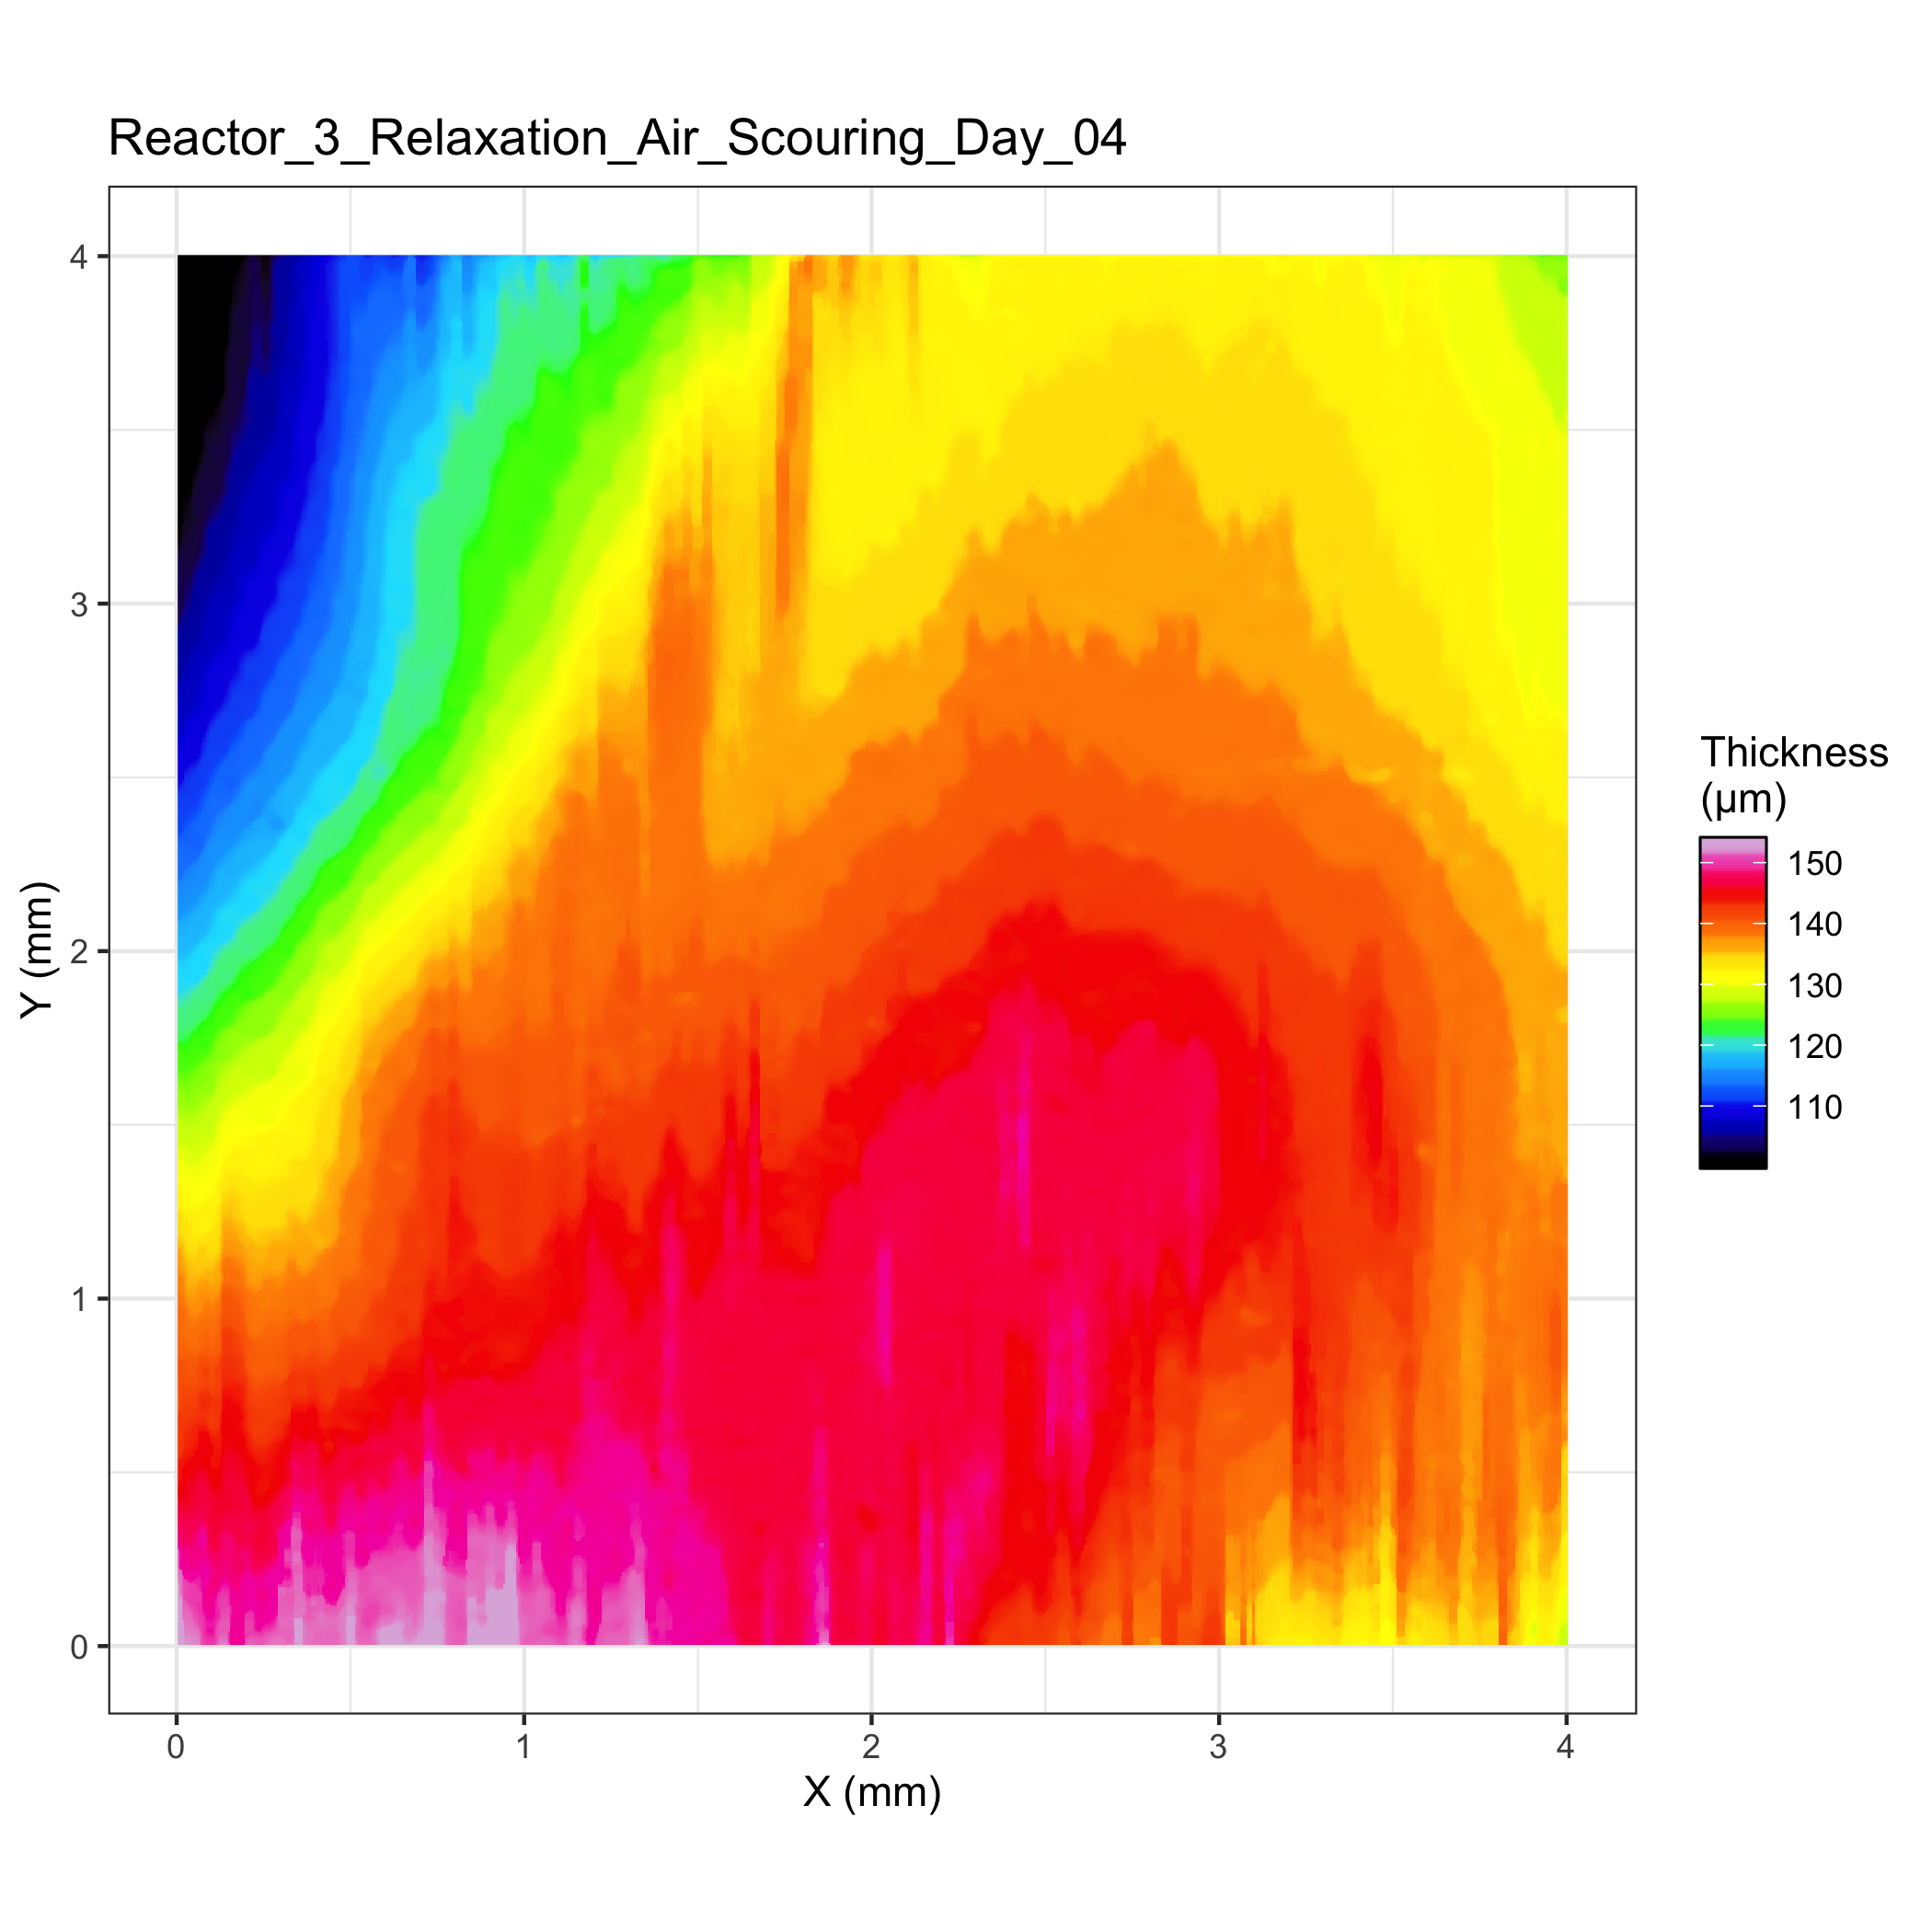 Reactor_3_Relaxation_Air_Scouring_Day_04
4
3
2
1
0
Y (mm)
0 1 2 3 4
X (mm)
Thickness
(µm)
150
140
130
120
110